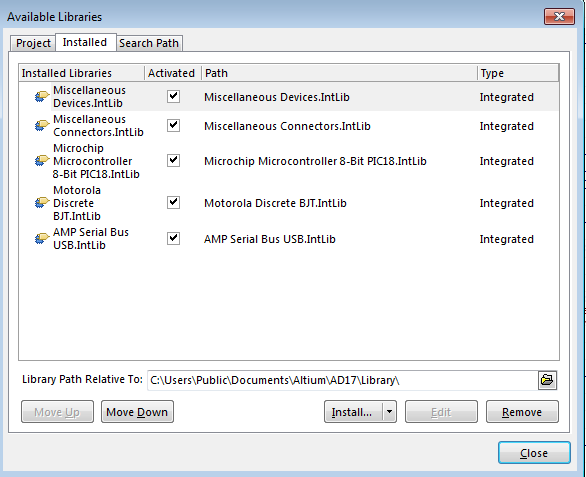 Available Libraries
Project Installed Search Path
Installed Libraries Activated Path Type
Miscellaneous
Devices.IntLib Miscellaneous Devices.IntLib Integrated
Miscellaneous
Connectors.IntLib Miscellaneous Connectors.IntLib Integrated
Microchip
Microcontroller Microchip Microcontroller 8-Bit PIC18.IntLib Integrated
8-Bit PIC18.IntLib
Motorola
Discrete Motorola Discrete BJT.IntLib Integrated
BJT.IntLib
AMP Serial Bus
USB.IntLib AMP Serial Bus USB.IntLib Integrated
Library Path Relative To: C:\Users\Public\Documents\Altium\AD17\Library\
Move Up Move Down Install... Edit Remove
Close